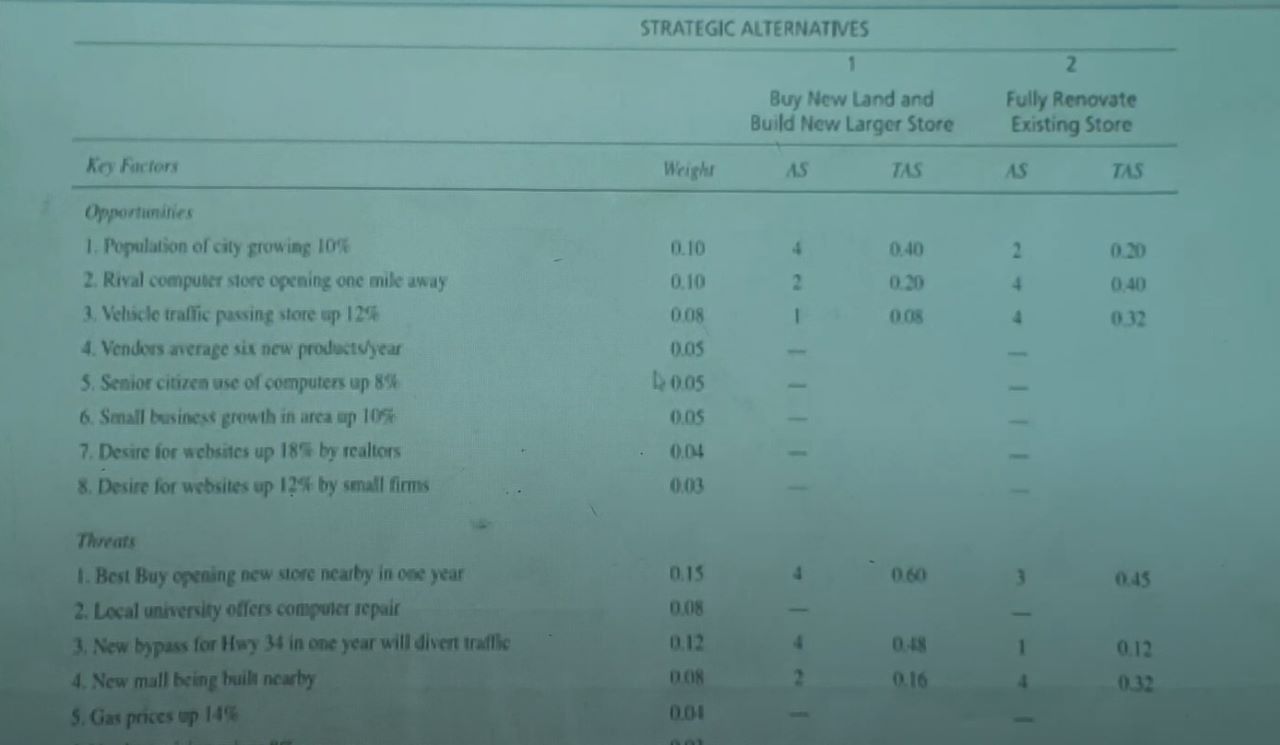 STRATEGIC ALTERNATIVES
1 2
Buy New Land and Fully Renovate
Build New Larger Store Existing Store
Key Factors Weight AS TAS AS TAS
Opportunities
1. Population of city growing 10% 0.10 4 0.40 2 0.20
2. Rival computer store opening one mile away 0.10 2 0.20 4 0.40
3. Vehicle traffic passing store up 12% 0.08 1 0.08 4 0.32
4. Vendors average six new products/year 0.05 — —
5. Senior citizen use of computers up 8% 0.05 — —
6. Small business growth in area up 10% 0.05 — —
7. Desire for websites up 18% by realtors 0.04 — —
8. Desire for websites up 12% by small firms 0.03 — —
Threats
1. Best Buy opening new store nearby in one year 0.15 4 0.60 3 0.45
2. Local university offers computer repair 0.08 — —
3. New bypass for Hwy 34 in one year will divert traffic 0.12 4 0.48 1 0.12
4. New mall being built nearby 0.08 2 0.16 4 0.32
5. Gas prices up 14% 0.04 — —